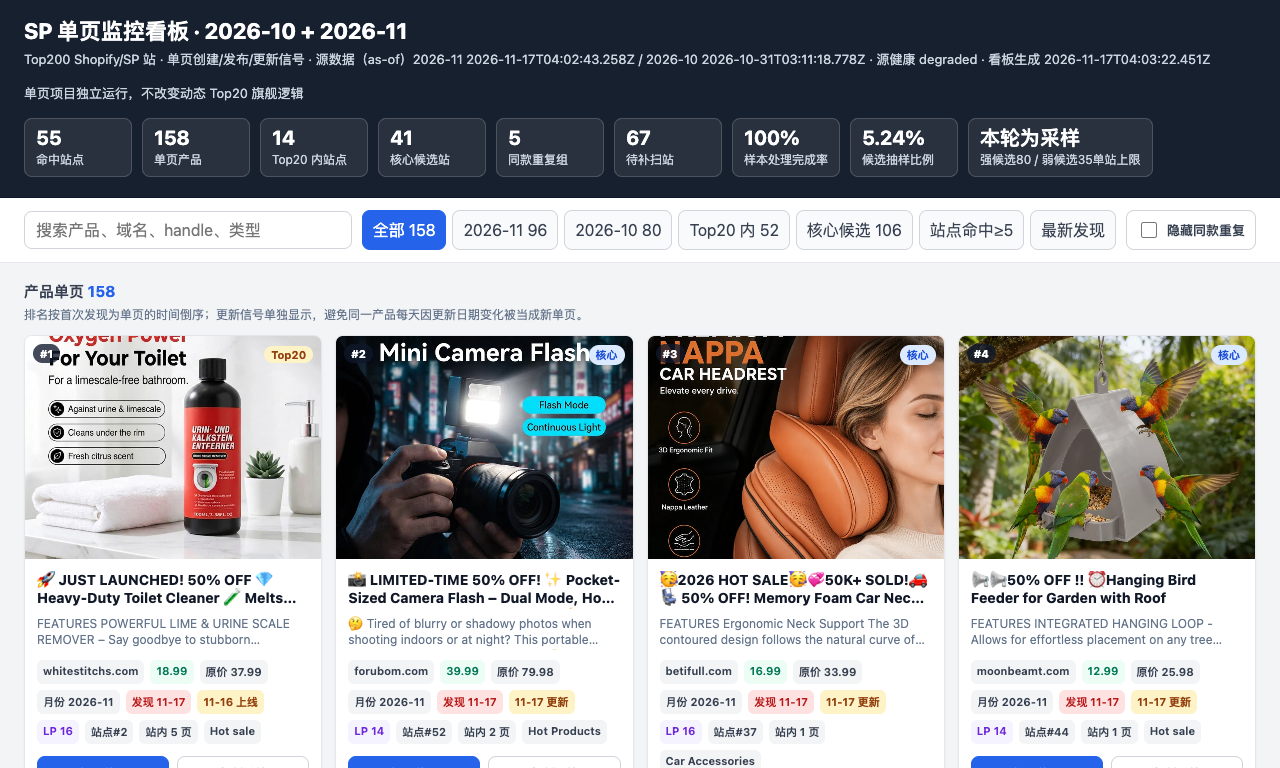 SP 单页监控看板 · 2026-10 + 2026-11
Top200 Shopify/SP 站 · 单页创建/发布/更新信号 · 源数据（as-of）2026-11 2026-11-17T04:02:43.258Z / 2026-10 2026-10-31T03:11:18.778Z · 源健康 degraded · 看板生成 2026-11-17T04:03:22.451Z
单页项目独立运行，不改变动态 Top20 旗舰逻辑
55
命中站点
158
单页产品
14
Top20 内站点
41
核心候选站
5
同款重复组
67
待补扫站
100%
样本处理完成率
5.24%
候选抽样比例
本轮为采样
强候选80 / 弱候选35单站上限
搜索产品、域名、handle、类型
全部 158
2026-11 96
2026-10 80
Top20 内 52
核心候选 106
站点命中≥5
最新发现
隐藏同款重复
产品单页 158
排名按首次发现为单页的时间倒序；更新信号单独显示，避免同一产品每天因更新日期变化被当成新单页。
#1
Top20
Oxygen Power
For Your Toilet
For a limescale-free bathroom.
Against urine & limescale
Cleans under the rim
Fresh citrus scent
URIN- UND
KALKSTEIN
ENTFERNER
🚀 JUST LAUNCHED! 50% OFF 💎
Heavy-Duty Toilet Cleaner🧪 Melts...
FEATURES POWERFUL LIME & URINE SCALE
REMOVER – Say goodbye to stubborn...
whitestitchs.com
18.99
原价 37.99
月份 2026-11
发现 11-17
11-16 上线
LP 16
站点#2
站内 5 页
Hot sale
#2
核心
Mini Camera Flash
Flash Mode
Continuous Light
📸 LIMITED-TIME 50% OFF! ✨ Pocket-
Sized Camera Flash – Dual Mode, Ho...
🤔 Tired of blurry or shadowy photos when
shooting indoors or at night? This portable...
forubom.com
39.99
原价 79.98
月份 2026-11
发现 11-17
11-17 更新
LP 14
站点#52
站内 2 页
Hot Products
#3
核心
NAPPA
CAR HEADREST
Elevate every drive.
3D Ergonomic Fit
Nappa Leather
🥳2026 HOT SALE🥳💞50K+ SOLD!🚗
💺 50% OFF! Memory Foam Car Nec...
FEATURES Ergonomic Neck Support The 3D
contoured design follows the natural curve of...
betifull.com
16.99
原价 33.99
月份 2026-11
发现 11-17
11-17 更新
LP 16
站点#37
站内 1 页
Car Accessories
#4
核心
📢📢50% OFF !! ⏰Hanging Bird
Feeder for Garden with Roof
FEATURES INTEGRATED HANGING LOOP -
Allows for effortless placement on any tree...
moonbeamt.com
12.99
原价 25.98
月份 2026-11
发现 11-17
11-17 更新
LP 14
站点#44
站内 1 页
Hot sale